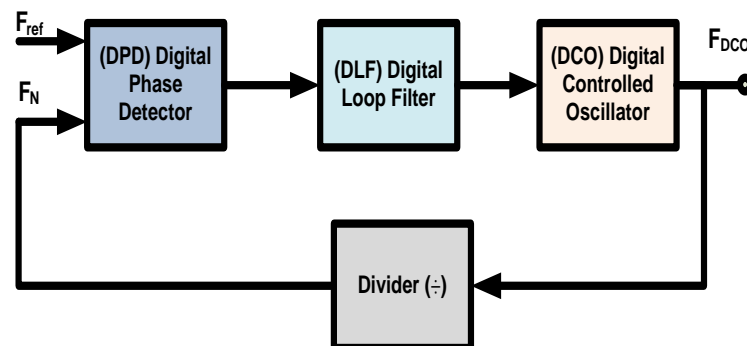 F_ref
(DPD) Digital
Phase
Detector
(DLF) Digital
Loop Filter
(DCO) Digital
Controlled
Oscillator
F_DCO
F_N
Divider (÷)